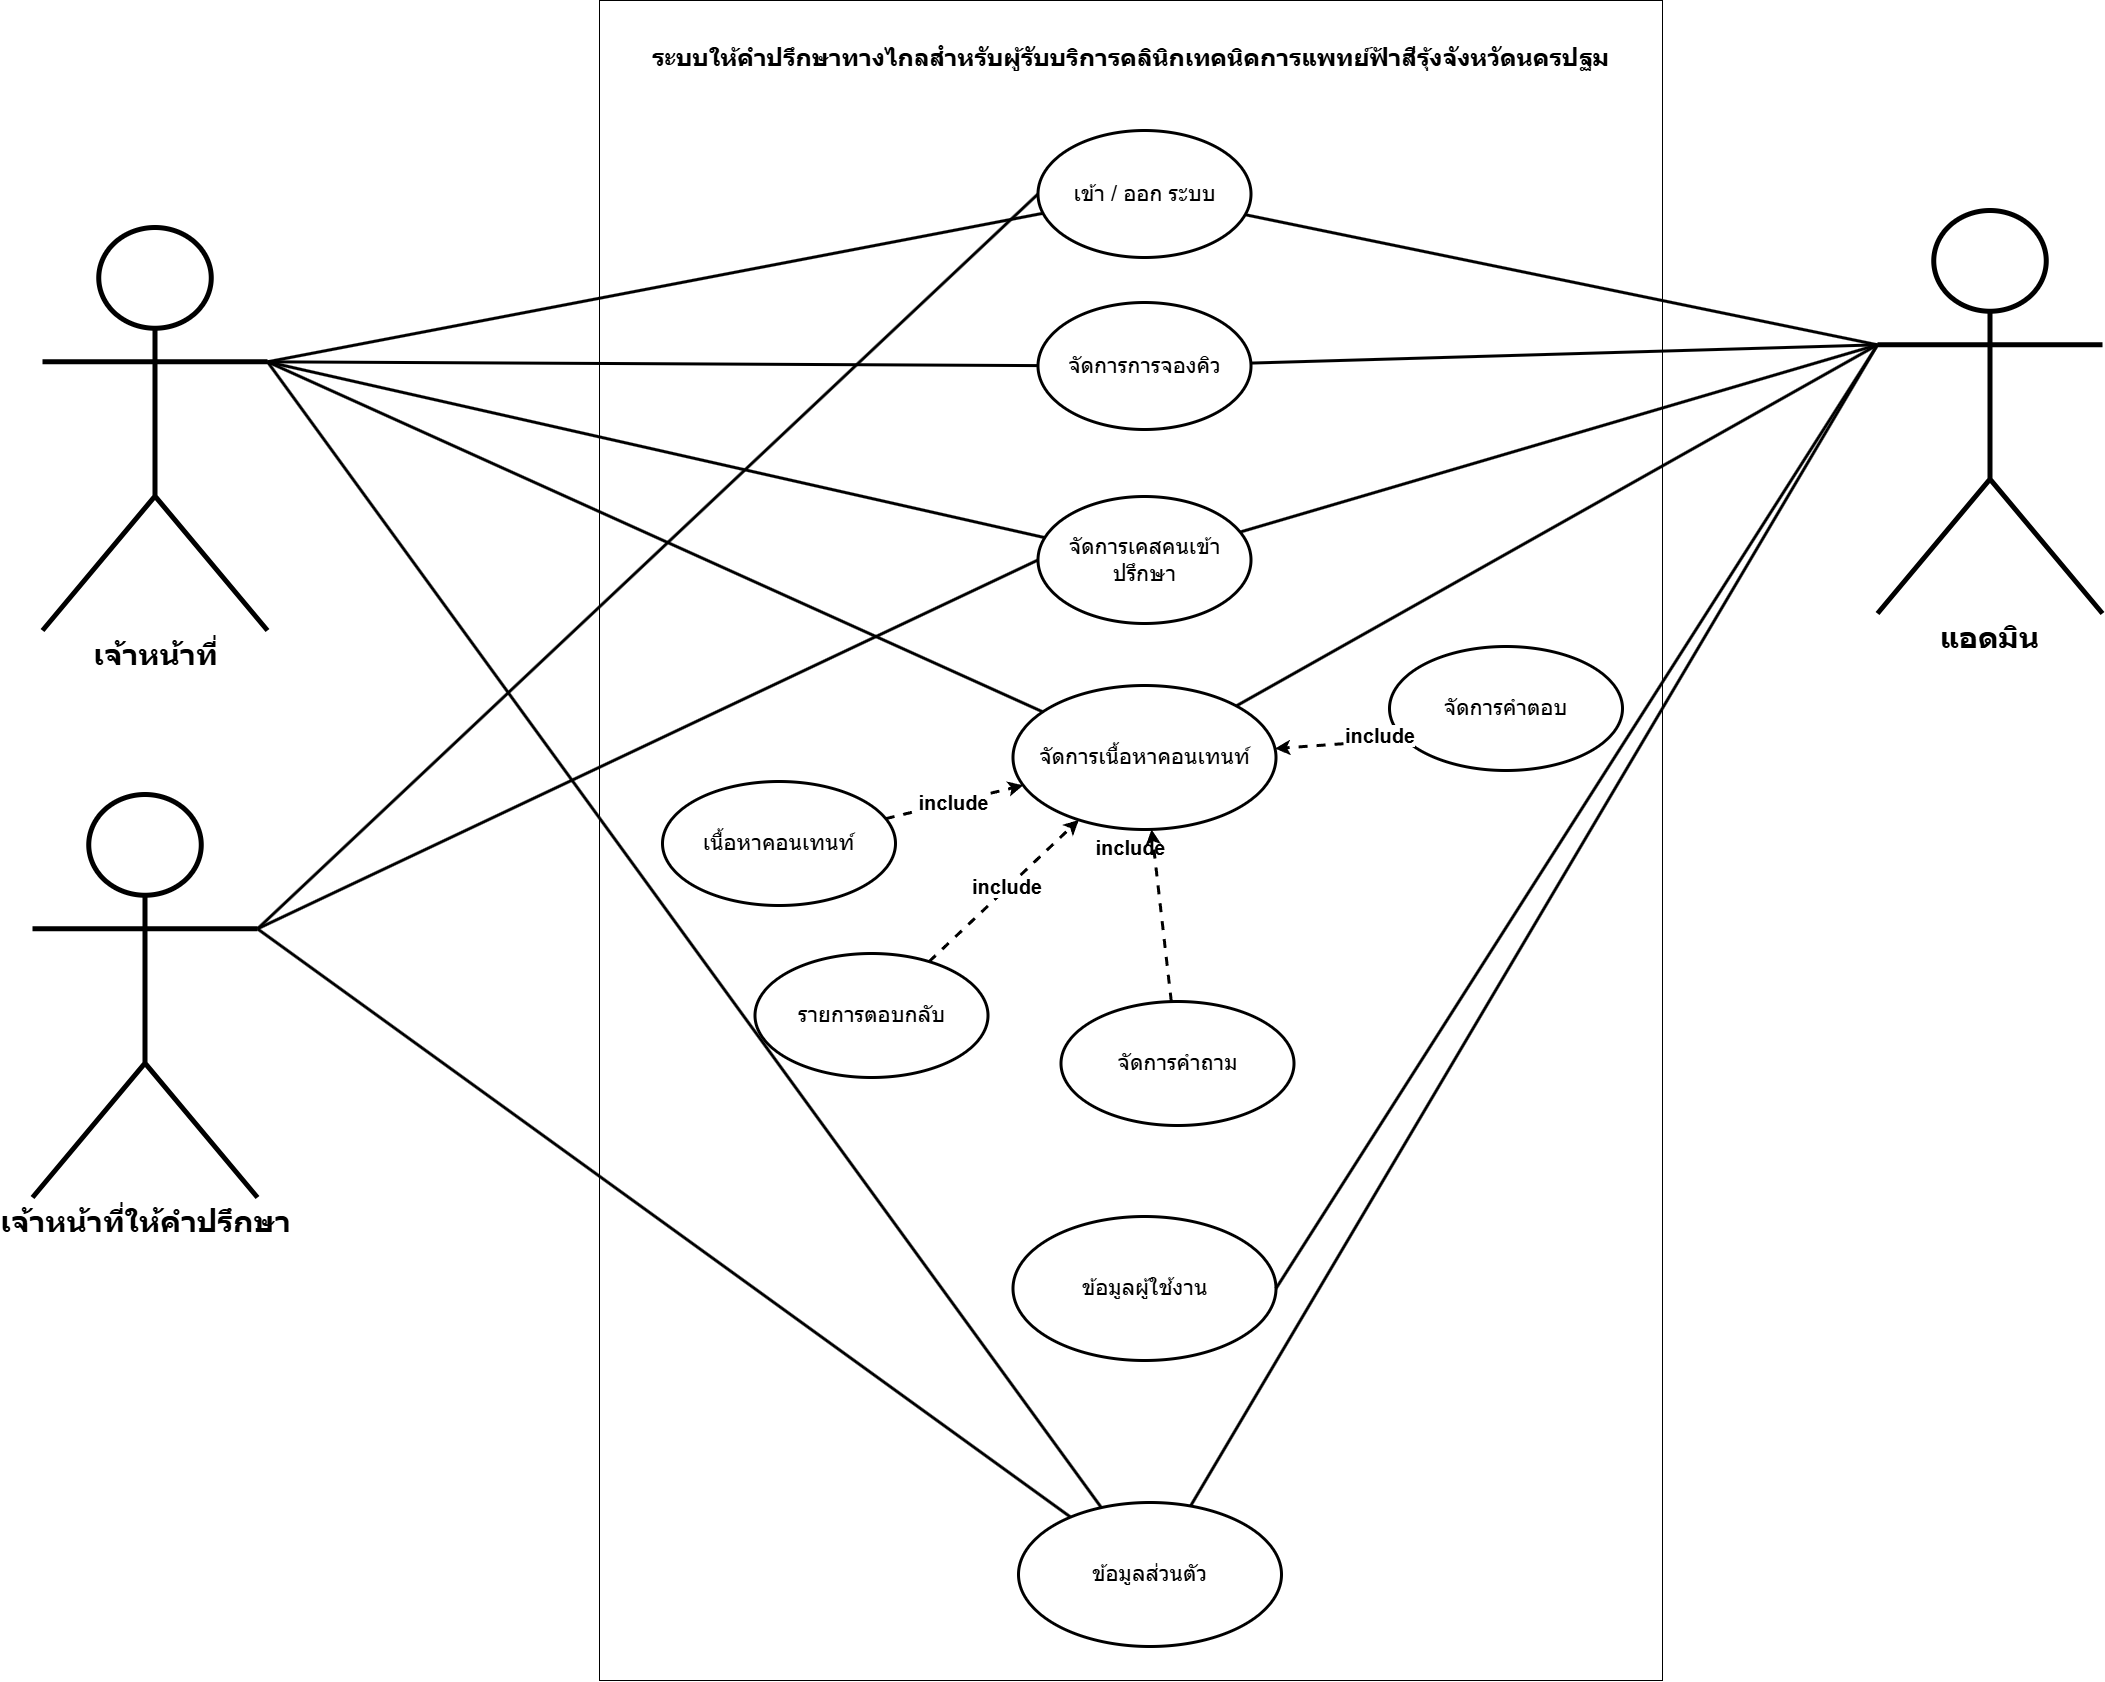 ระบบให้คำปรึกษาทางไกลสำหรับผู้รับบริการคลินิกเทคนิคการแพทย์ฟ้าสีรุ้งจังหวัดนครปฐม
เข้า / ออก ระบบ
จัดการการจองคิว
จัดการเคสคนเข้า
ปรึกษา
เจ้าหน้าที่
แอดมิน
จัดการคำตอบ
include
จัดการเนื้อหาคอนเทนท์
include
เนื้อหาคอนเทนท์
include
include
รายการตอบกลับ
จัดการคำถาม
เจ้าหน้าที่ให้คำปรึกษา
ข้อมูลผู้ใช้งาน
ข้อมูลส่วนตัว